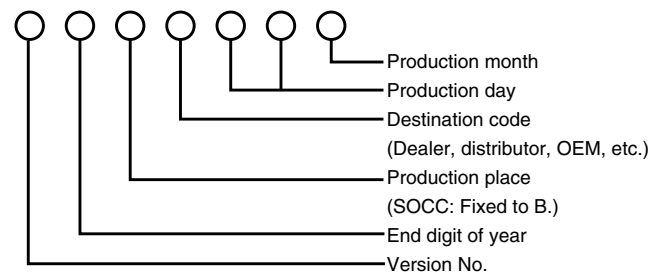 Production month
Production day
Destination code
(Dealer, distributor, OEM, etc.)
Production place
(SOCC: Fixed to B.)
End digit of year
Version No.